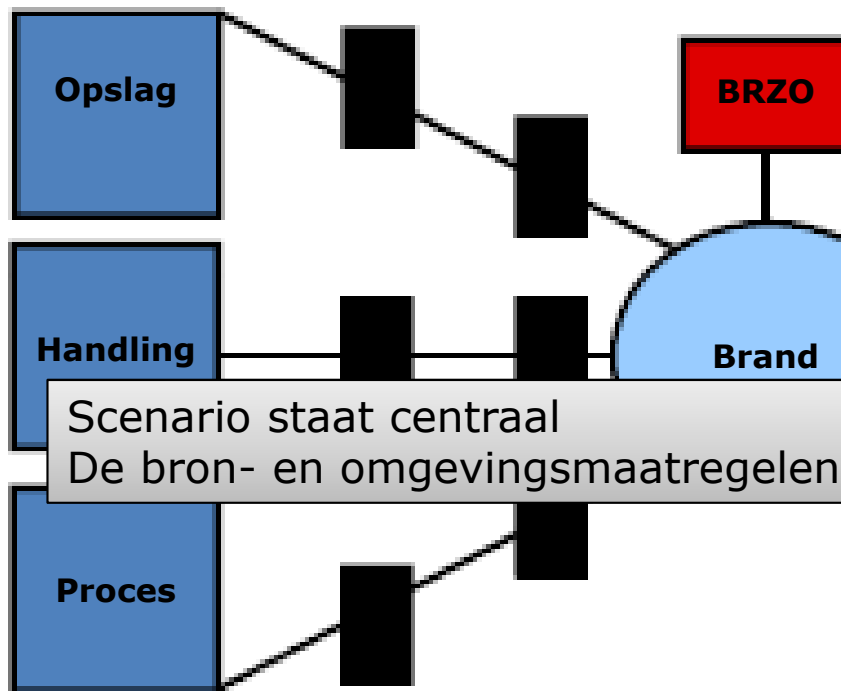 Opslag
BRZO
Handling
Brand
Scenario staat centraal
De bron- en omgevingsmaatregelen
Proces